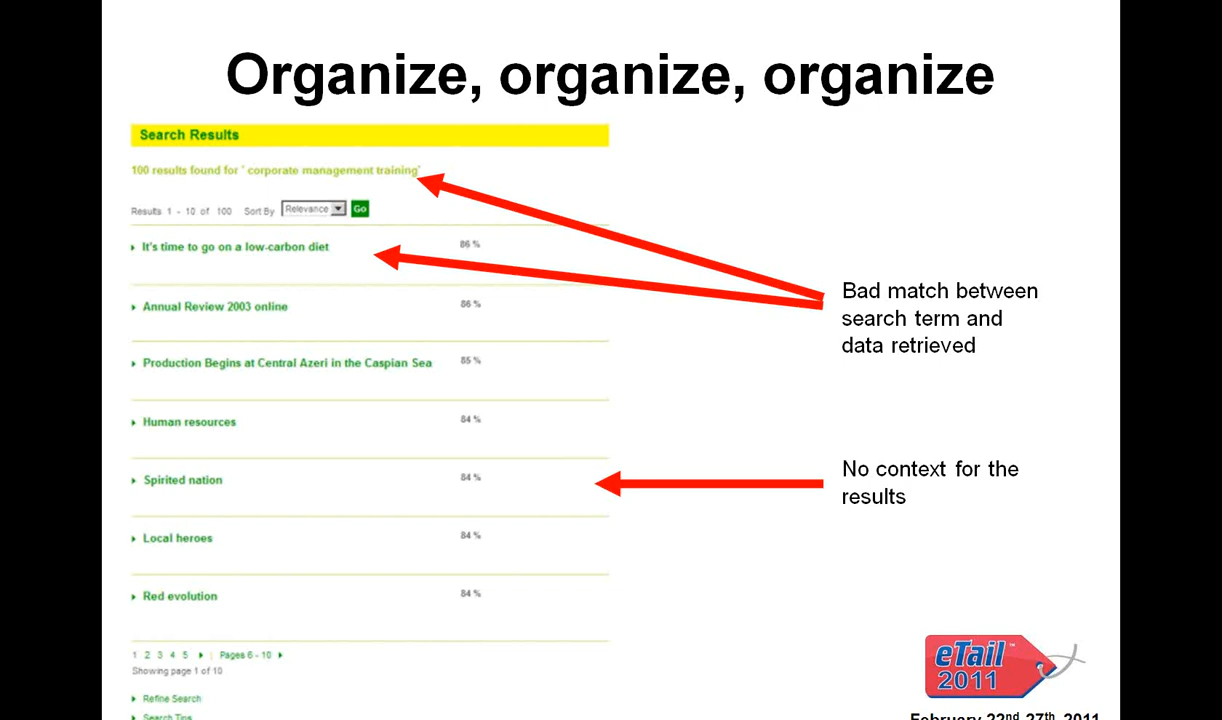 Organize, organize, organize
Search Results
100 results found for ' corporate management training'
Results 1 - 10 of 100 Sort By Relevance Go
It's time to go on a low-carbon diet 86 %
Annual Review 2003 online 86 %
Production Begins at Central Azeri in the Caspian Sea 85 %
Human resources 84 %
Spirited nation 84 %
Local heroes 84 %
Red evolution 84 %
1 2 3 4 5 | Pages 6 - 10
Showing page 1 of 10
Refine Search
Search Tips
Bad match between
search term and
data retrieved
No context for the
results
eTail™
2011
February 22nd-27th, 2011